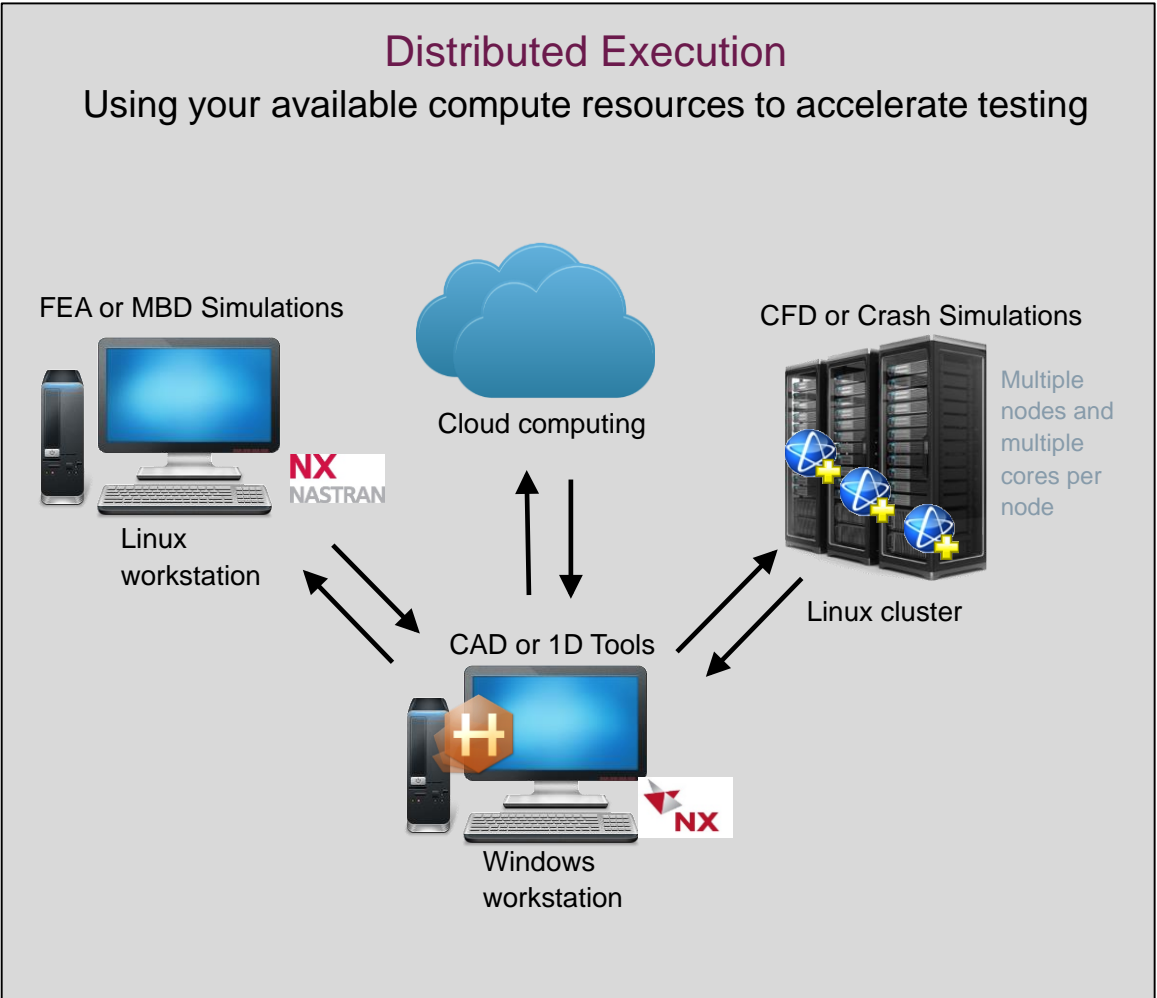 Distributed Execution
Using your available compute resources to accelerate testing
FEA or MBD Simulations
NX
NASTRAN
Linux
workstation
Cloud computing
CFD or Crash Simulations
Multiple
nodes and
multiple
cores per
node
Linux cluster
CAD or 1D Tools
H
NX
Windows
workstation